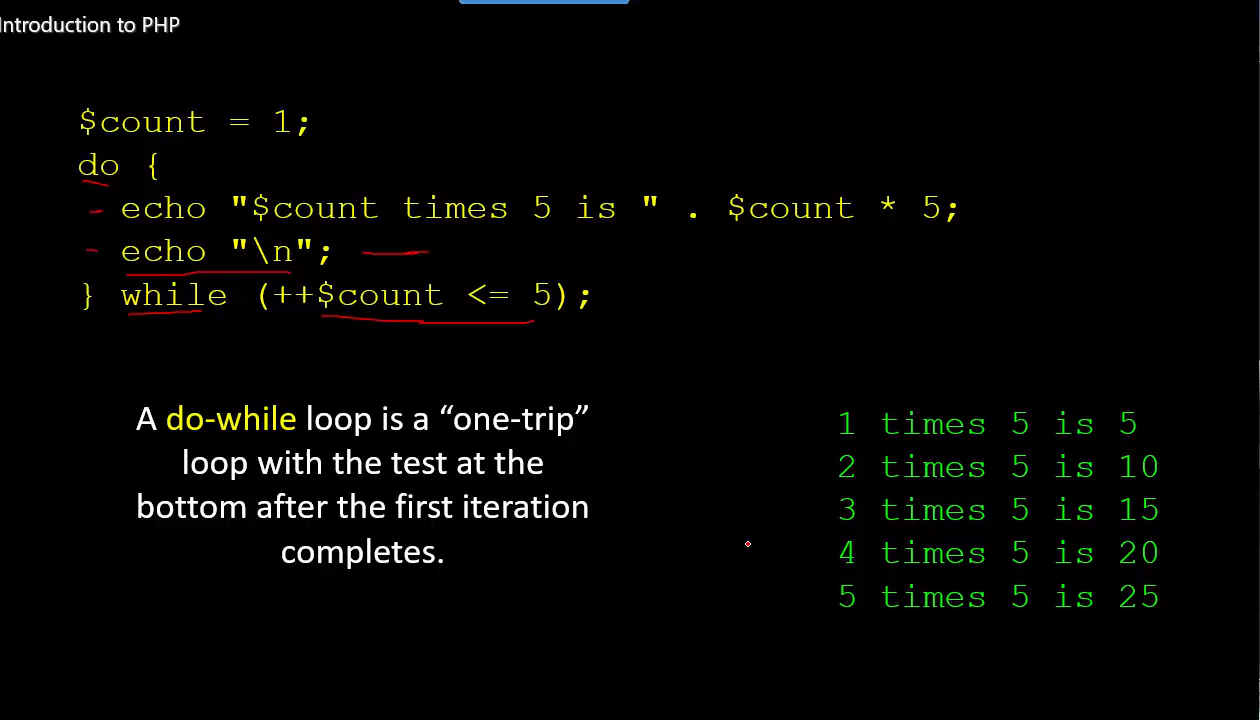 Introduction to PHP
$count = 1;
do {
echo "$count times 5 is " . $count * 5;
echo "\n";
} while (++$count <= 5);
A do-while loop is a “one-trip”
loop with the test at the
bottom after the first iteration
completes.
1 times 5 is 5
2 times 5 is 10
3 times 5 is 15
4 times 5 is 20
5 times 5 is 25